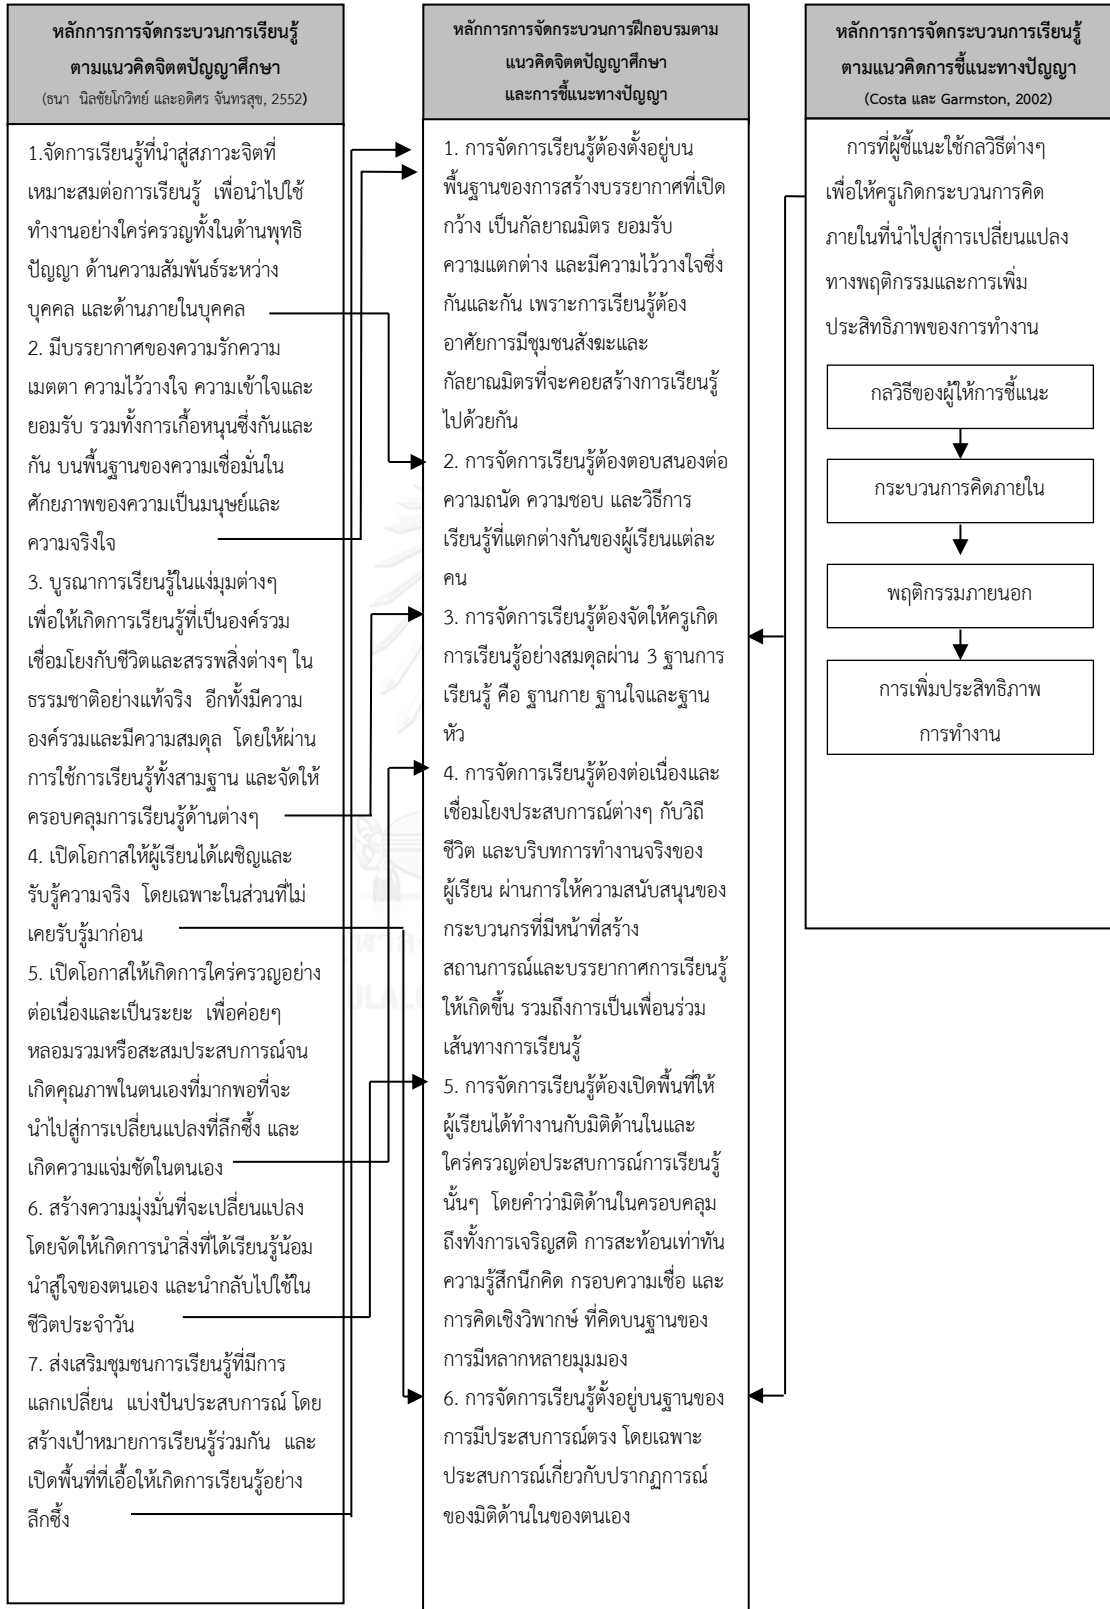 หลักการการจัดกระบวนการเรียนรู้
ตามแนวคิดจิตตปัญญาศึกษา
(ธนา นิลชัยโกวิทย์ และอดิศร จันทรสุข, 2552)
1.จัดการเรียนรู้ที่นำสู่สภาวะจิตที่
เหมาะสมต่อการเรียนรู้ เพื่อนำไปใช้
ทำงานอย่างใคร่ครวญทั้งในด้านพุทธิ
ปัญญา ด้านความสัมพันธ์ระหว่าง
บุคคล และด้านภายในบุคคล
2. มีบรรยากาศของความรักความ
เมตตา ความไว้วางใจ ความเข้าใจและ
ยอมรับ รวมทั้งการเกื้อหนุนซึ่งกันและ
กัน บนพื้นฐานของความเชื่อมั่นใน
ศักยภาพของความเป็นมนุษย์และ
ความจริงใจ
3. บูรณาการเรียนรู้ในแง่มุมต่างๆ
เพื่อให้เกิดการเรียนรู้ที่เป็นองค์รวม
เชื่อมโยงกับชีวิตและสรรพสิ่งต่างๆ ใน
ธรรมชาติอย่างแท้จริง อีกทั้งมีความ
องค์รวมและมีความสมดุล โดยให้ผ่าน
การใช้การเรียนรู้ทั้งสามฐาน และจัดให้
ครอบคลุมการเรียนรู้ด้านต่างๆ
4. เปิดโอกาสให้ผู้เรียนได้เผชิญและ
รับรู้ความจริง โดยเฉพาะในส่วนที่ไม่
เคยรับรู้มาก่อน
5. เปิดโอกาสให้เกิดการใคร่ครวญอย่าง
ต่อเนื่องและเป็นระยะ เพื่อค่อยๆ
หลอมรวมหรือสะสมประสบการณ์จน
เกิดคุณภาพในตนเองที่มากพอที่จะ
นำไปสู่การเปลี่ยนแปลงที่ลึกซึ้ง และ
เกิดความแจ่มชัดในตนเอง
6. สร้างความมุ่งมั่นที่จะเปลี่ยนแปลง
โดยจัดให้เกิดการนำสิ่งที่ได้เรียนรู้น้อม
นำสู่ใจของตนเอง และนำกลับไปใช้ใน
ชีวิตประจำวัน
7. ส่งเสริมชุมชนการเรียนรู้ที่มีการ
แลกเปลี่ยน แบ่งปันประสบการณ์ โดย
สร้างเป้าหมายการเรียนรู้ร่วมกัน และ
เปิดพื้นที่ที่เอื้อให้เกิดการเรียนรู้อย่าง
ลึกซึ้ง
หลักการการจัดกระบวนการฝึกอบรมตาม
แนวคิดจิตตปัญญาศึกษา
และการชี้แนะทางปัญญา
1. การจัดการเรียนรู้ต้องตั้งอยู่บน
พื้นฐานของการสร้างบรรยากาศที่เปิด
กว้าง เป็นกัลยาณมิตร ยอมรับ
ความแตกต่าง และมีความไว้วางใจซึ่ง
กันและกัน เพราะการเรียนรู้ต้อง
อาศัยการมีชุมชนสังฆะและ
กัลยาณมิตรที่จะคอยสร้างการเรียนรู้
ไปด้วยกัน
2. การจัดการเรียนรู้ต้องตอบสนองต่อ
ความถนัด ความชอบ และวิธีการ
เรียนรู้ที่แตกต่างกันของผู้เรียนแต่ละ
คน
3. การจัดการเรียนรู้ต้องจัดให้ครูเกิด
การเรียนรู้อย่างสมดุลผ่าน 3 ฐานการ
เรียนรู้ คือ ฐานกาย ฐานใจและฐาน
หัว
4. การจัดการเรียนรู้ต้องต่อเนื่องและ
เชื่อมโยงประสบการณ์ต่างๆ กับวิถี
ชีวิต และบริบทการทำงานจริงของ
ผู้เรียน ผ่านการให้ความสนับสนุนของ
กระบวนกรที่มีหน้าที่สร้าง
สถานการณ์และบรรยากาศการเรียนรู้
ให้เกิดขึ้น รวมถึงการเป็นเพื่อนร่วม
เส้นทางการเรียนรู้
5. การจัดการเรียนรู้ต้องเปิดพื้นที่ให้
ผู้เรียนได้ทำงานกับมิติด้านในและ
ใคร่ครวญต่อประสบการณ์การเรียนรู้
นั้นๆ โดยคำว่ามิติด้านในครอบคลุม
ถึงทั้งการเจริญสติ การสะท้อนเท่าทัน
ความรู้สึกนึกคิด กรอบความเชื่อ และ
การคิดเชิงวิพากษ์ ที่คิดบนฐานของ
การมีหลากหลายมุมมอง
6. การจัดการเรียนรู้ตั้งอยู่บนฐานของ
การมีประสบการณ์ตรง โดยเฉพาะ
ประสบการณ์เกี่ยวกับปรากฏการณ์
ของมิติด้านในของตนเอง
หลักการการจัดกระบวนการเรียนรู้
ตามแนวคิดการชี้แนะทางปัญญา
(Costa และ Garmston, 2002)
การที่ผู้ชี้แนะใช้กลวิธีต่างๆ
เพื่อให้ครูเกิดกระบวนการคิด
ภายในที่นำไปสู่การเปลี่ยนแปลง
ทางพฤติกรรมและการเพิ่ม
ประสิทธิภาพของการทำงาน
กลวิธีของผู้ให้การชี้แนะ
กระบวนการคิดภายใน
พฤติกรรมภายนอก
การเพิ่มประสิทธิภาพ
การทำงาน